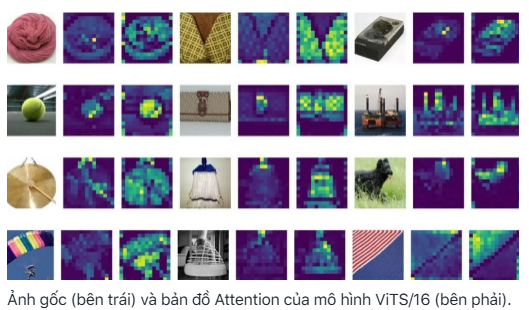 Ảnh gốc (bên trái) và bản đồ Attention của mô hình ViTS/16 (bên phải).